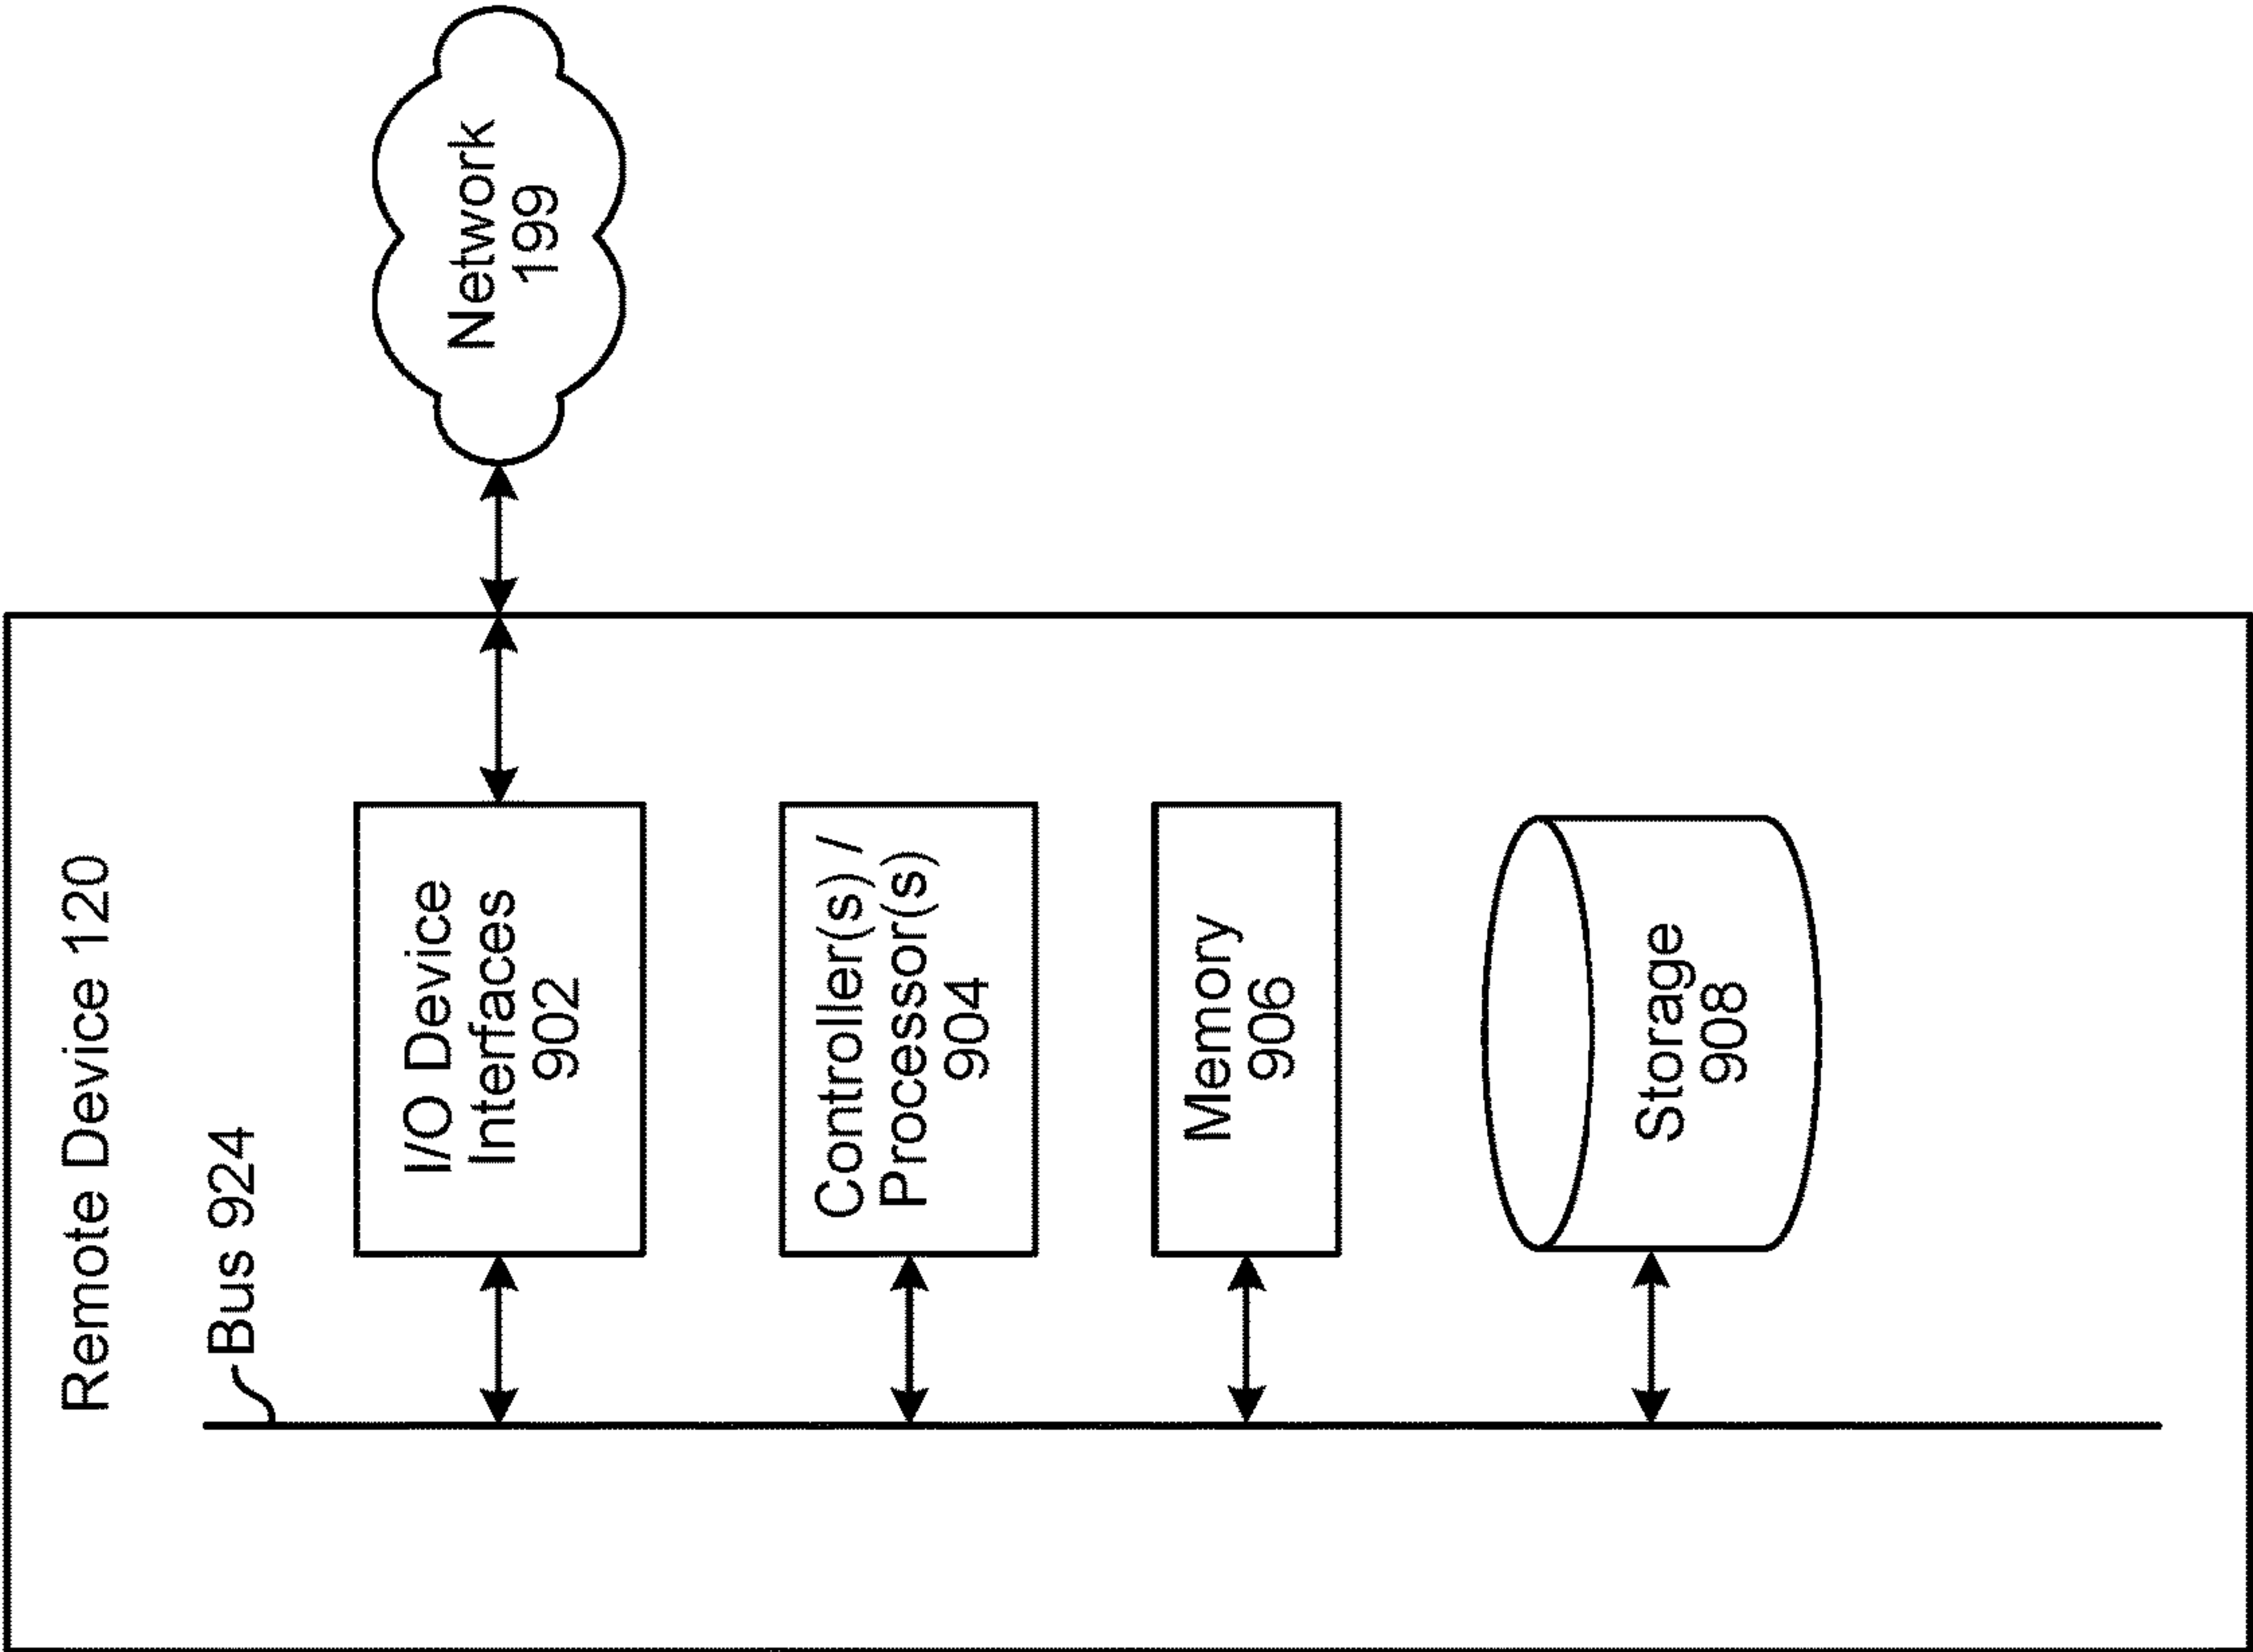 Remote Device 120
Bus 924
I/O Device
Interfaces
902
Controller(s) /
Processor(s)
904
Memory
906
Storage
908
Network
199